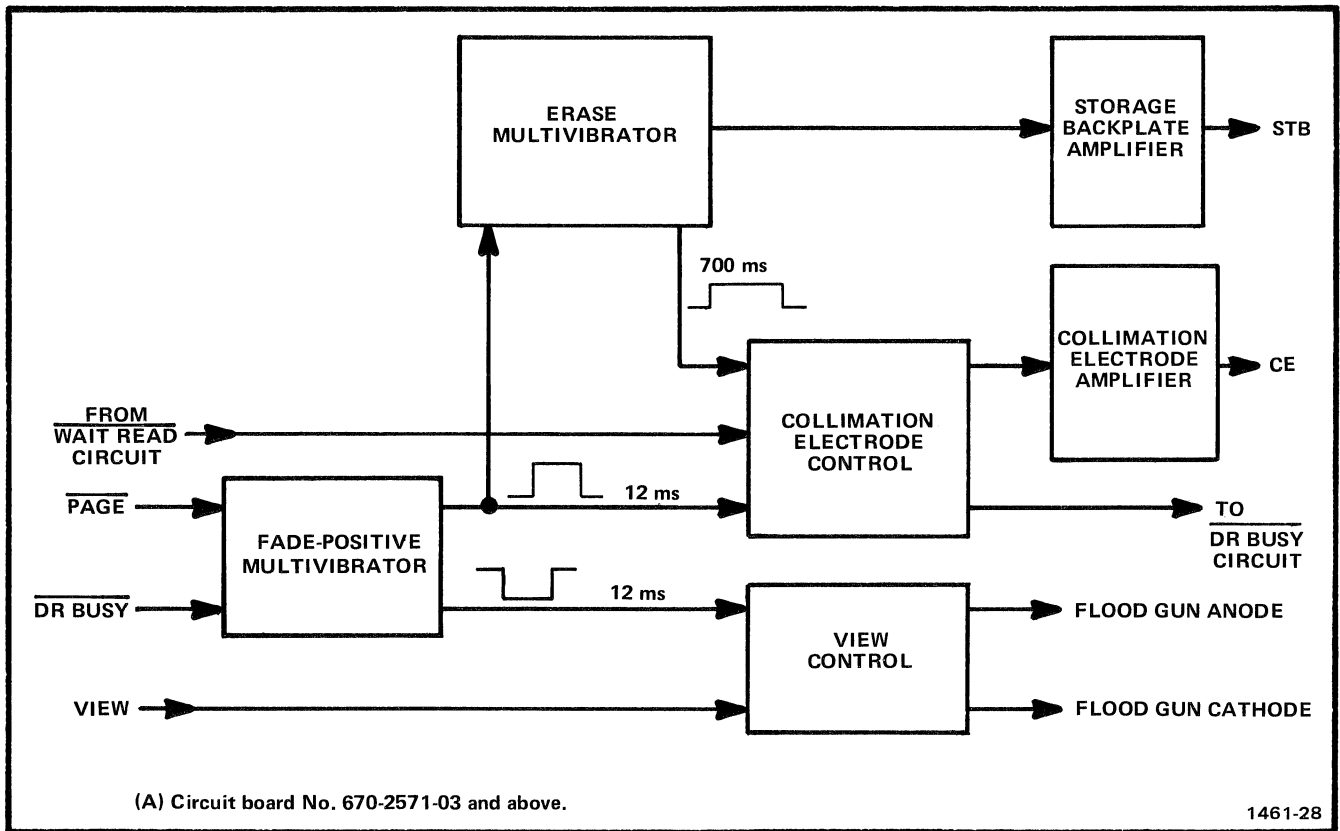 ERASE
MULTIVIBRATOR
STORAGE
BACKPLATE
AMPLIFIER
STB
700 ms
COLLIMATION
ELECTRODE
AMPLIFIER
CE
FROM
WAIT READ
CIRCUIT
COLLIMATION
ELECTRODE
CONTROL
PAGE
FADE-POSITIVE
MULTIVIBRATOR
12 ms
TO
DR BUSY
CIRCUIT
DR BUSY
12 ms
VIEW
CONTROL
FLOOD GUN ANODE
VIEW
FLOOD GUN CATHODE
(A) Circuit board No. 670-2571-03 and above.
1461-28